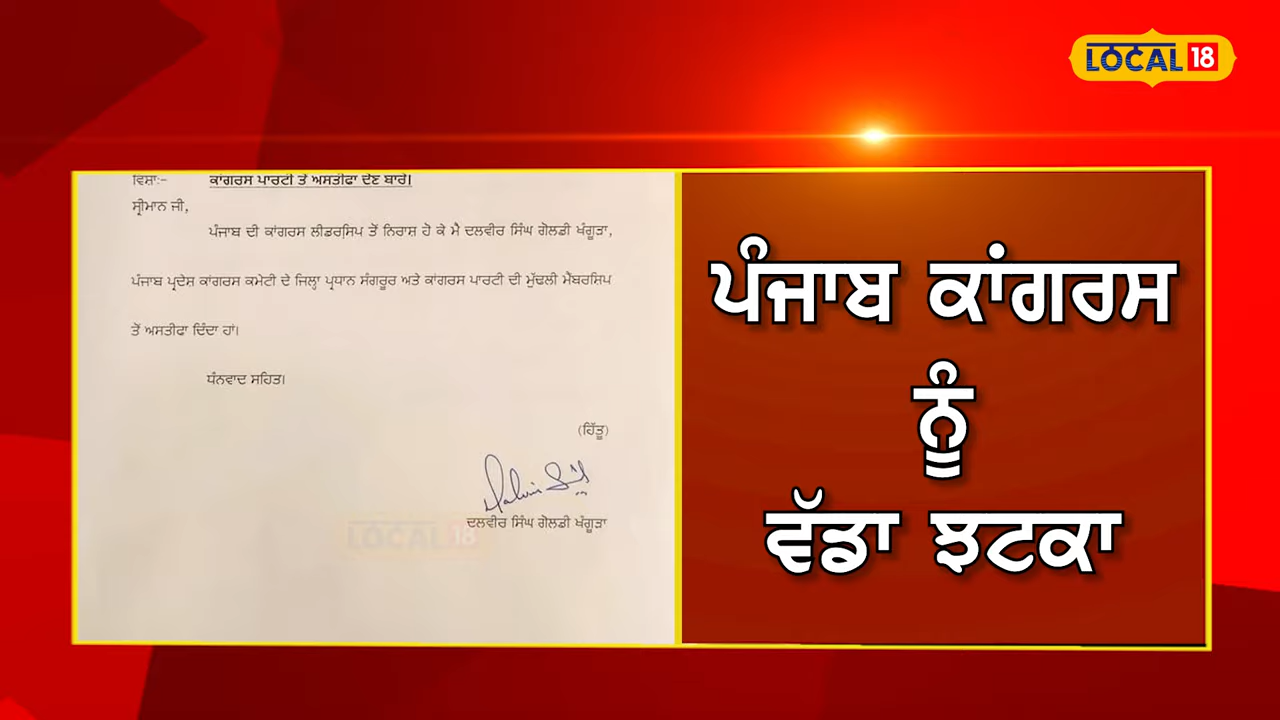 LOCAL 18
ਵਿਸ਼ਾ:- ਕਾਂਗਰਸ ਪਾਰਟੀ ਤੋਂ ਅਸਤੀਫਾ ਦੇਣ ਬਾਰੇ।
ਸ੍ਰੀਮਾਨ ਜੀ,
ਪੰਜਾਬ ਦੀ ਕਾਂਗਰਸ ਲੀਡਰਸ਼ਿਪ ਤੋਂ ਨਿਰਾਸ਼ ਹੋ ਕੇ ਮੈ ਦਲਵੀਰ ਸਿੰਘ ਗੋਲਡੀ ਖੰਗੂੜਾ,
ਪੰਜਾਬ ਪ੍ਰਦੇਸ਼ ਕਾਂਗਰਸ ਕਮੇਟੀ ਦੇ ਜਿਲ੍ਹਾ ਪ੍ਰਧਾਨ ਸੰਗਰੂਰ ਅਤੇ ਕਾਂਗਰਸ ਪਾਰਟੀ ਦੀ ਮੁੱਢਲੀ ਮੈਂਬਰਸ਼ਿਪ
ਤੋਂ ਅਸਤੀਫਾ ਦਿੰਦਾ ਹਾਂ।
ਧੰਨਵਾਦ ਸਹਿਤ।
(ਹਿੱਤੂ)
ਦਲਵੀਰ ਸਿੰਘ ਗੋਲਡੀ ਖੰਗੂੜਾ
LOCAL 18
ਪੰਜਾਬ ਕਾਂਗਰਸ
ਨੂੰ
ਵੱਡਾ ਝਟਕਾ